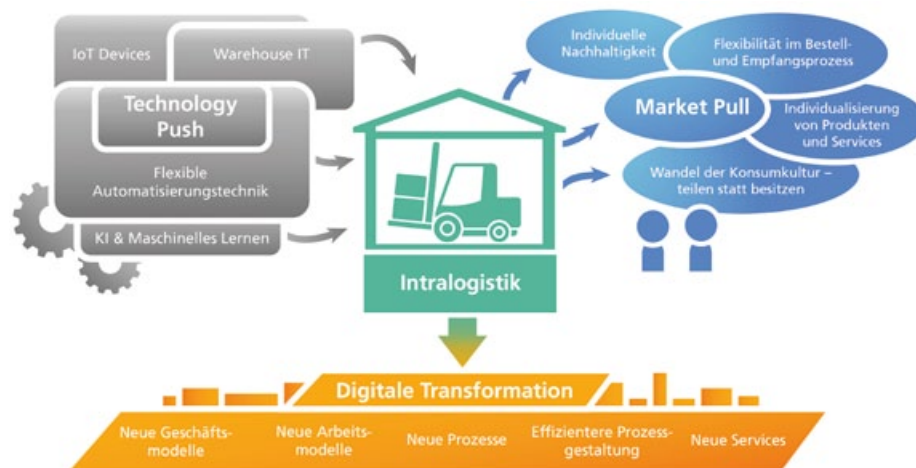 IoT Devices
Warehouse IT
Technology
Push
Flexible
Automatisierungstechnik
KI & Maschinelles Lernen
Intralogistik
Individuelle
Nachhaltigkeit
Flexibilität im Bestell-
und Empfangsprozess
Market Pull
Individualisierung
von Produkten
und Services
Wandel der Konsumkultur –
teilen statt besitzen
Digitale Transformation
Neue Geschäfts-
modelle
Neue Arbeits-
modelle
Neue Prozesse
Effizientere Prozess-
gestaltung
Neue Services